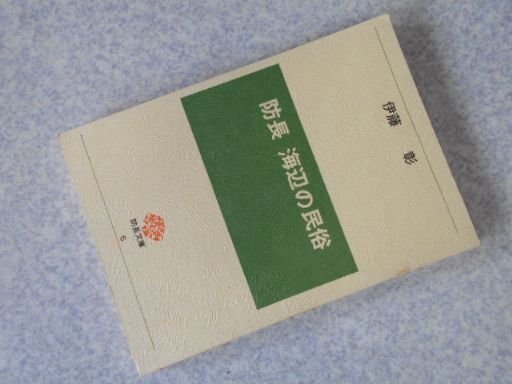 伊藤 彰
防長 海辺の民俗
防長文庫
6